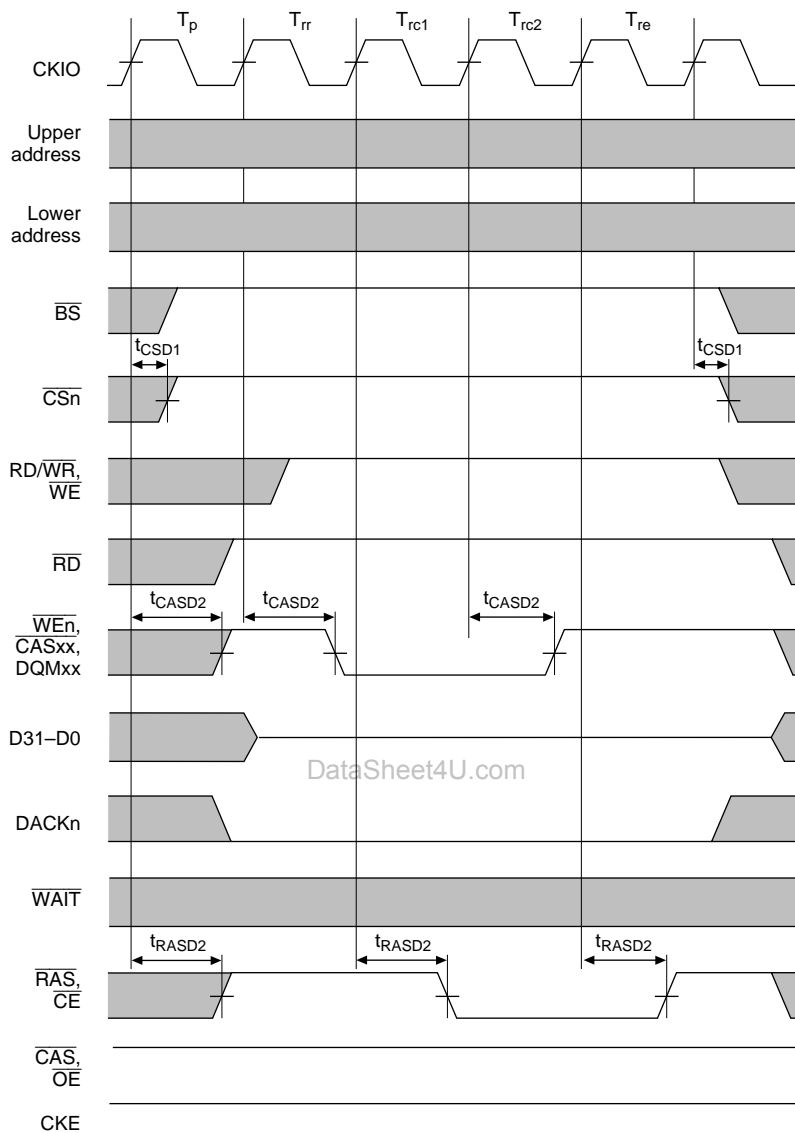 Tp Trr Trc1 Trc2 Tre
CKIO
Upper
address
Lower
address
BS
tCSD1 tCSD1
CSn
RD/WR,
WE
RD
tCASD2 tCASD2 tCASD2
WEn,
CASxx,
DQMxx
D31–D0
DataSheet4U.com
DACKn
WAIT
tRASD2 tRASD2 tRASD2
RAS,
CE
CAS,
OE
CKE